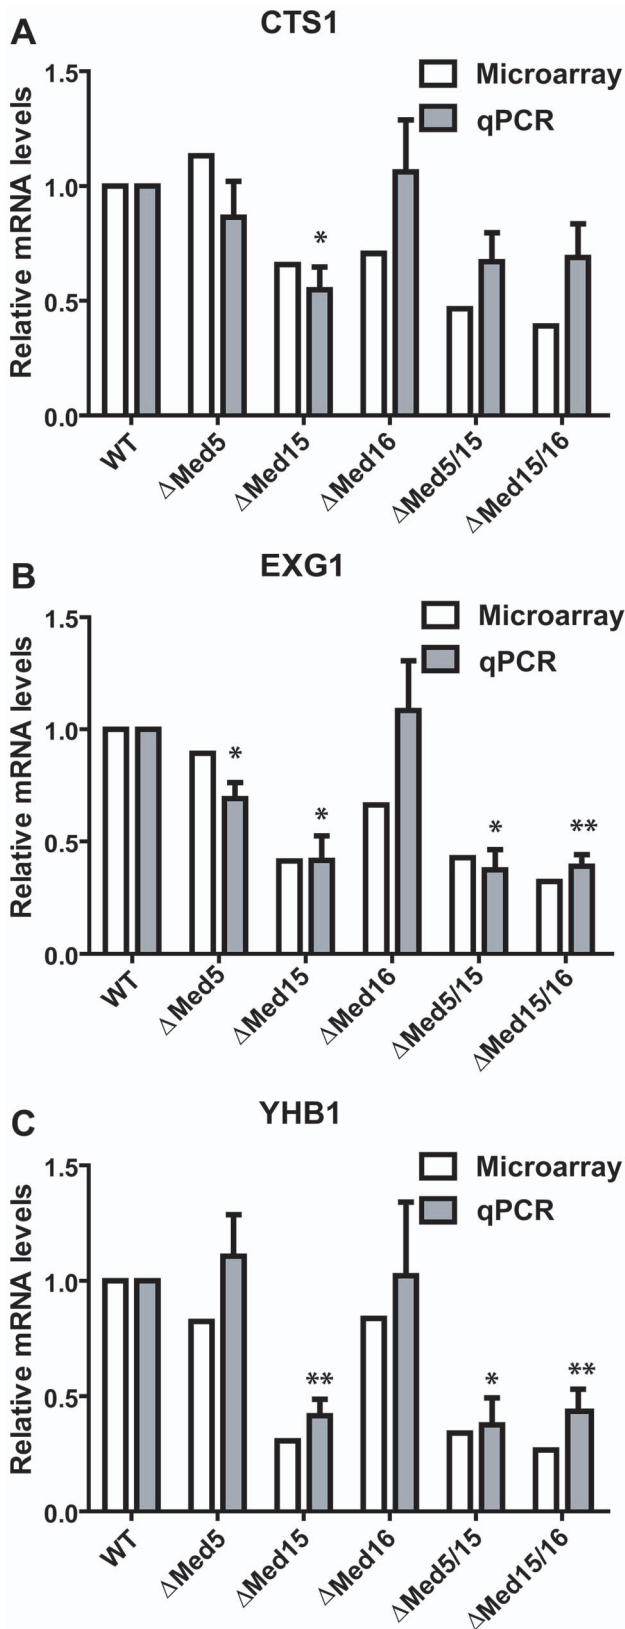 A
CTS1
Microarray
qPCR
Relative mRNA levels
1.5
1.0
0.5
0.0
*
WT
ΔMed5
ΔMed15
ΔMed16
ΔMed5/15
ΔMed15/16
B
EXG1
Microarray
qPCR
Relative mRNA levels
1.5
1.0
0.5
0.0
*
*
*
**
WT
ΔMed5
ΔMed15
ΔMed16
ΔMed5/15
ΔMed15/16
C
YHB1
Microarray
qPCR
Relative mRNA levels
1.5
1.0
0.5
0.0
**
*
**
WT
ΔMed5
ΔMed15
ΔMed16
ΔMed5/15
ΔMed15/16